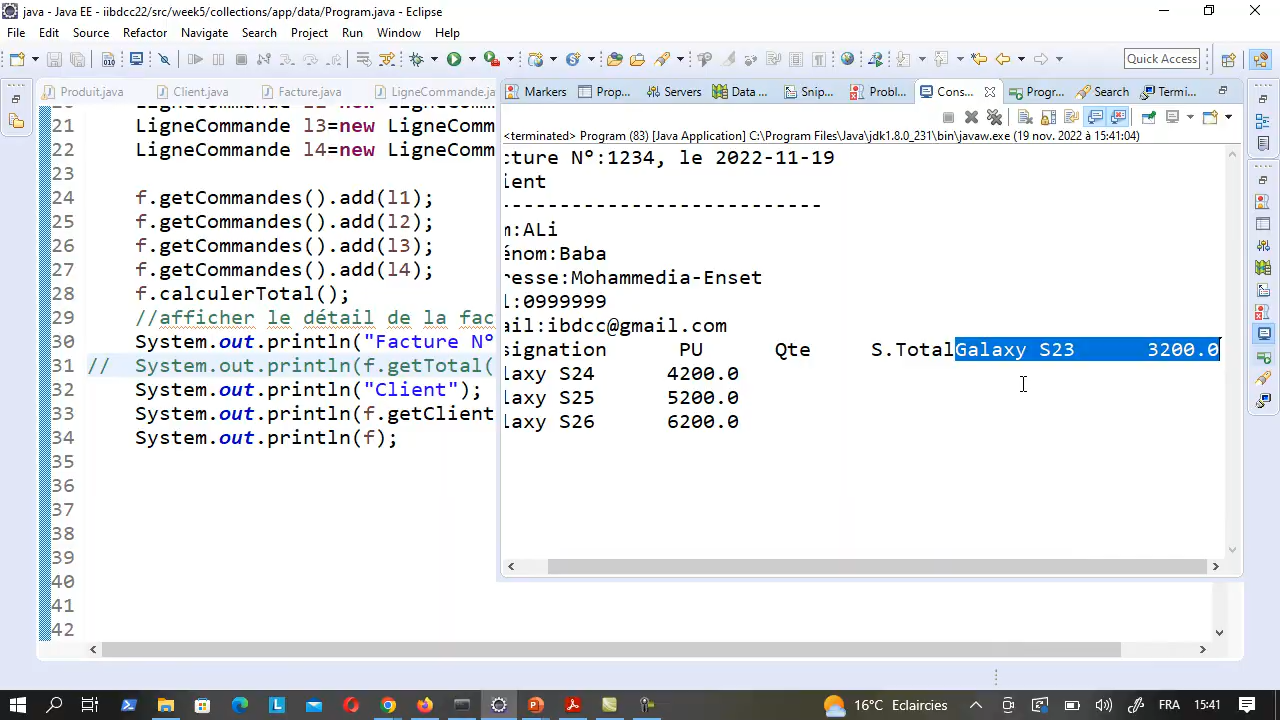 java - Java EE - iibdcc22/src/week5/collections/app/data/Program.java - Eclipse
File Edit Source Refactor Navigate Search Project Run Window Help
Quick Access
Produit.java Client.java Facture.java LigneCommande.ja
Markers Prop... Servers Data ... Snip... Probl... Cons... Progr... Search Termi...
<terminated> Program (83) [Java Application] C:\Program Files\Java\jdk1.8.0_231\bin\javaw.exe (19 nov. 2022 à 15:41:04)
21 LigneCommande l3=new LigneComm
22 LigneCommande l4=new LigneComm
23
24 f.getCommandes().add(l1);
25 f.getCommandes().add(l2);
26 f.getCommandes().add(l3);
27 f.getCommandes().add(l4);
28 f.calculerTotal();
29 //afficher le détail de la fac
30 System.out.println("Facture N°
31 // System.out.println(f.getTotal(
32 System.out.println("Client");
33 System.out.println(f.getClient
34 System.out.println(f);
35
36
37
38
39
40
41
42
cture N°:1234, le 2022-11-19
ient
---------------------------
m:ALi
énom:Baba
resse:Mohammedia-Enset
l:0999999
ail:ibdcc@gmail.com
signation PU Qte S.TotalGalaxy S23 3200.0
laxy S24 4200.0
laxy S25 5200.0
laxy S26 6200.0
16°C Eclaircies FRA 15:41